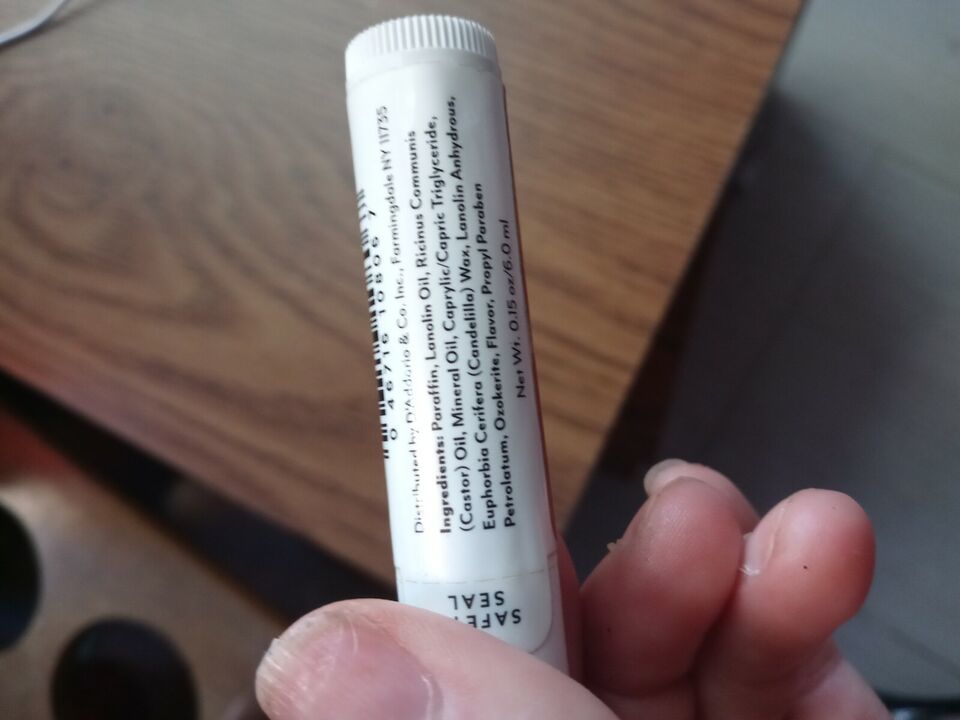 0 46716 10805 7
Distributed by D'Addario & Co. Inc., Farmingdale NY 11735
Ingredients: Paraffin, Lanolin Oil, Ricinus Communis
(Castor) Oil, Mineral Oil, Caprylic/Capric Triglyceride,
Euphorbia Cerifera (Candelilla) Wax, Lanolin Anhydrous,
Petrolatum, Ozokerite, Flavor, Propyl Paraben
Net Wt. 0.15 oz/6.0 ml
SEAL